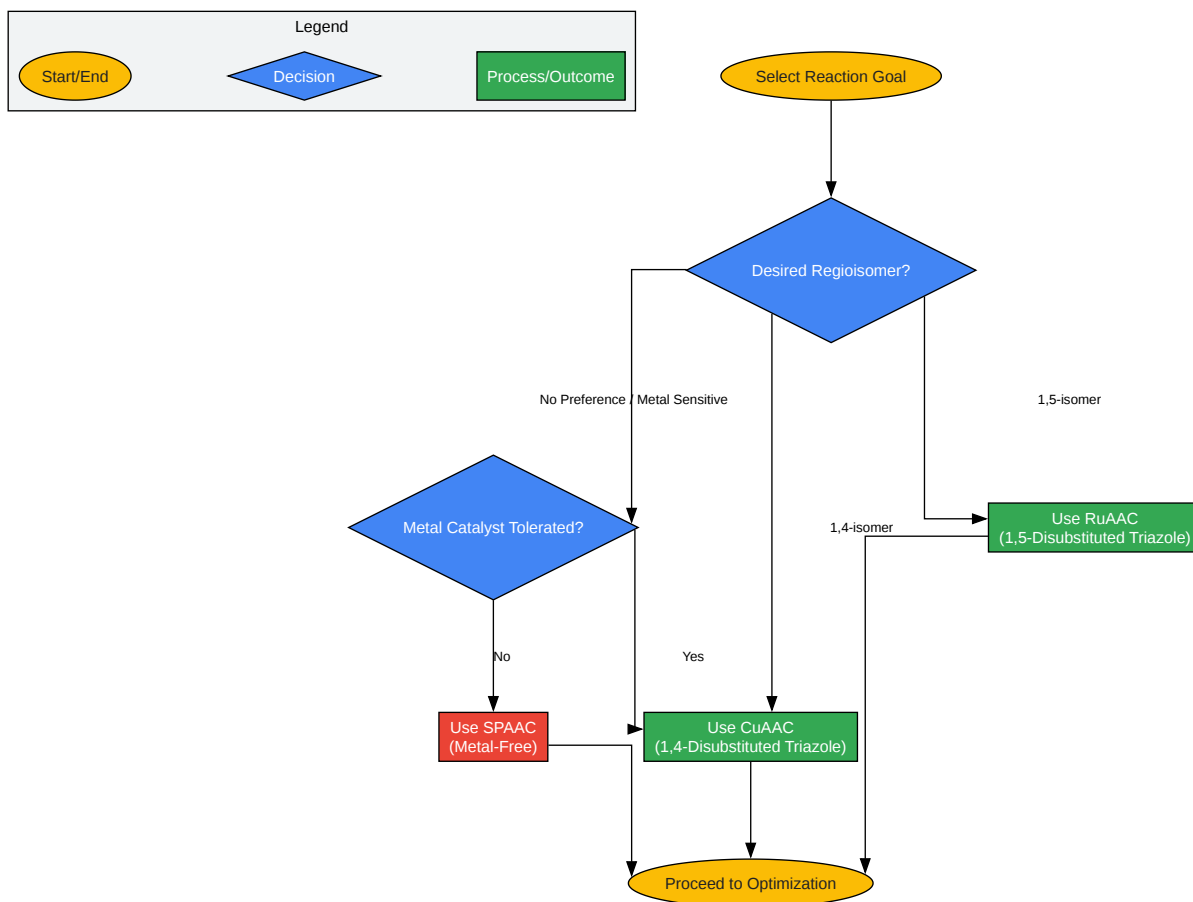 Legend
Start/End
Decision
Process/Outcome
Select Reaction Goal
Desired Regioisomer?
No Preference / Metal Sensitive
1,5-isomer
Metal Catalyst Tolerated?
1,4-isomer
Use RuAAC
(1,5-Disubstituted Triazole)
No
Yes
Use SPAAC
(Metal-Free)
Use CuAAC
(1,4-Disubstituted Triazole)
Proceed to Optimization